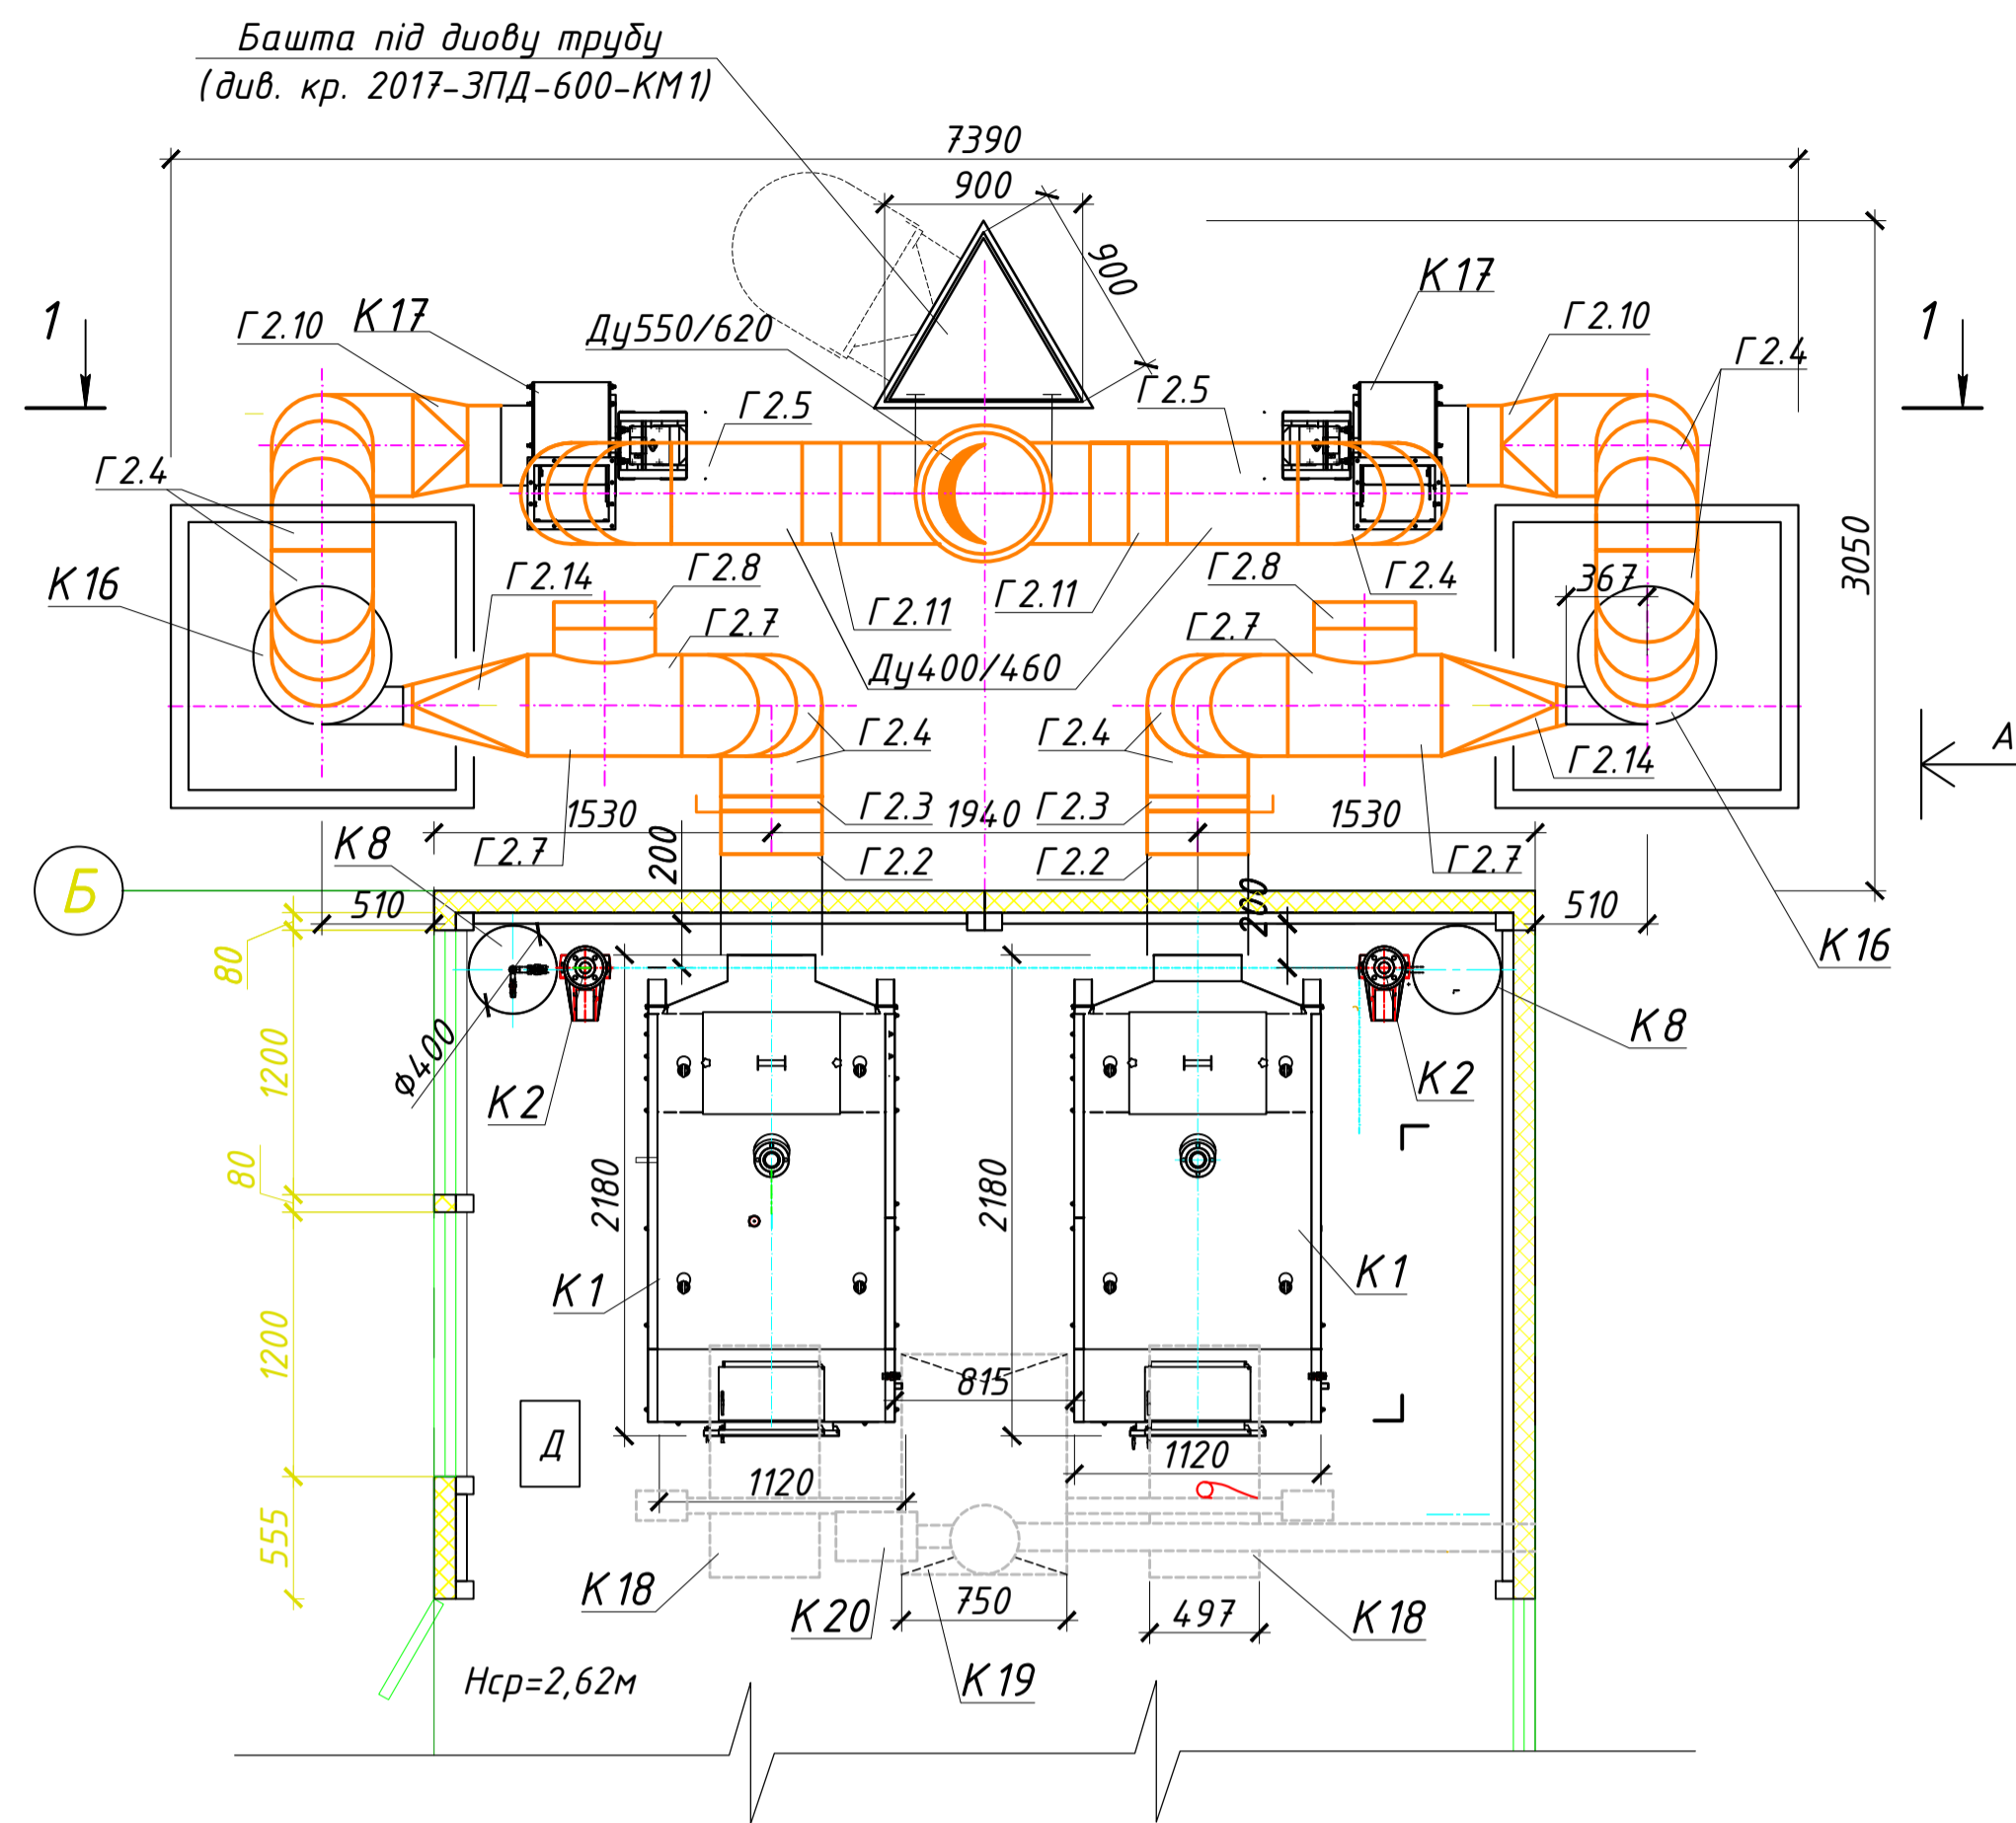 Башта під диову трубу
(див. кр. 2017-ЗПД-600-КМ1)
7390
900
900
К17
Г2.10
К17
Г2.10
1
1
Ду550/620
Г2.4
Г2.5
Г2.5
Г2.4
3050
К16
Г2.14
Г2.8
Г2.8
Г2.4
367
Г2.11
Г2.11
Г2.7
Г2.7
Ду400/460
Г2.4
Г2.4
А
Г2.14
1530
Г2.3
1940
Г2.3
1530
К8
Г2.7
200
Г2.2
Г2.2
Г2.7
Б
510
200
510
К16
80
Ф400
1200
К2
К2
К8
80
2180
2180
К1
К1
1200
815
Д
1120
1120
555
К18
К20
750
497
К18
Нср=2,62м
К19